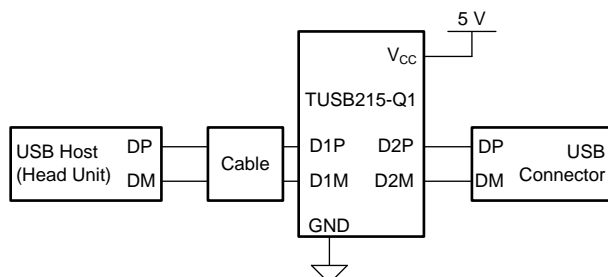 5 V
VCC
TUSB215-Q1
USB Host
(Head Unit)
DP
DM
Cable
D1P
D1M
D2P
D2M
GND
DP
DM
USB
Connector